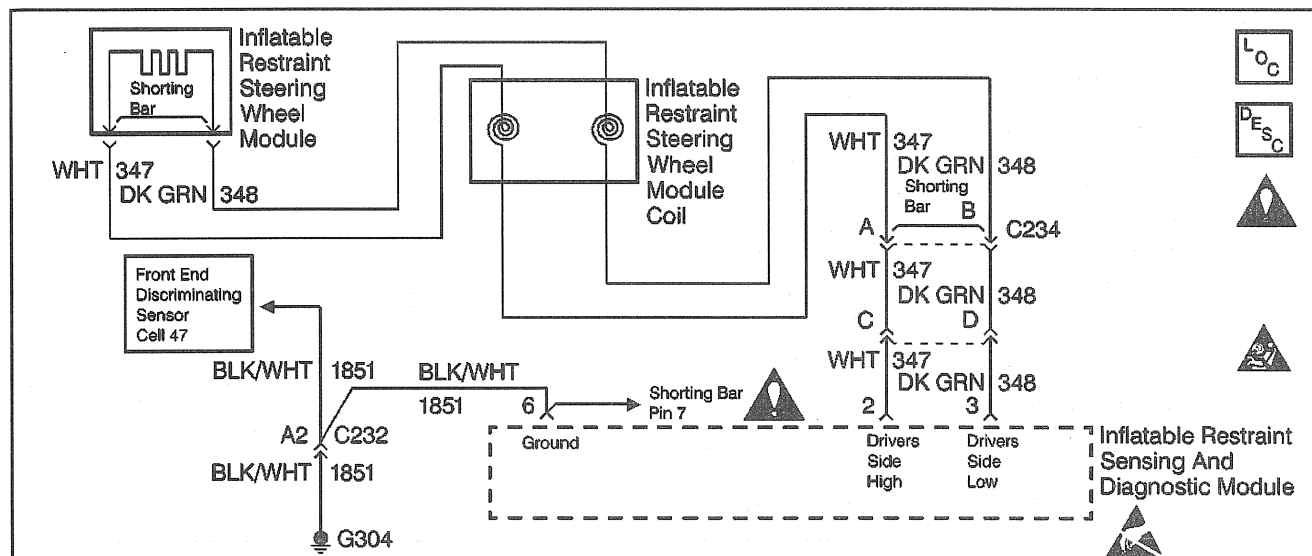 Inflatable
Restraint
Steering
Wheel
Module
Shorting
Bar
WHT 347
DK GRN 348
Inflatable
Restraint
Steering
Wheel
Module
Coil
WHT 347
DK GRN 348
Shorting
Bar
A B C234
WHT 347
DK GRN 348
C D
WHT 347
DK GRN 348
2 3
LOC
DESC
Front End
Discriminating
Sensor
Cell 47
BLK/WHT 1851
BLK/WHT
1851 6
Shorting Bar
Pin 7
A2 C232
BLK/WHT 1851
G304
Ground
Drivers
Side
High
Drivers
Side
Low
Inflatable Restraint
Sensing And
Diagnostic Module